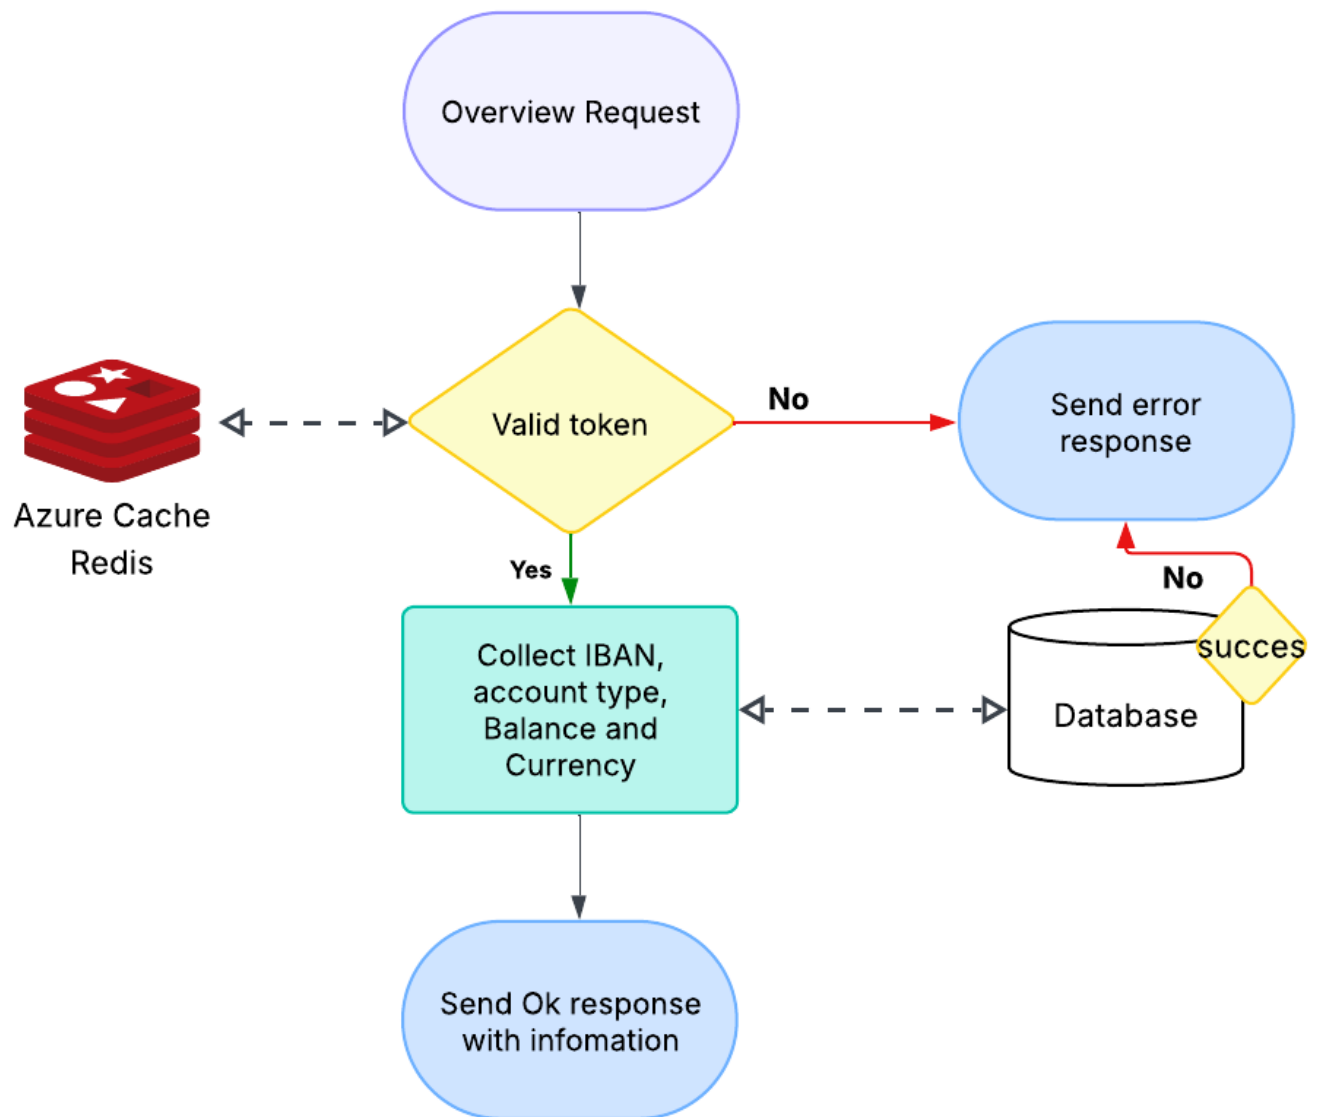 Overview Request
Valid token
No
Send error
response
Azure Cache
Redis
Yes
No
Collect IBAN,
account type,
Balance and
Currency
succes
Database
Send Ok response
with infomation